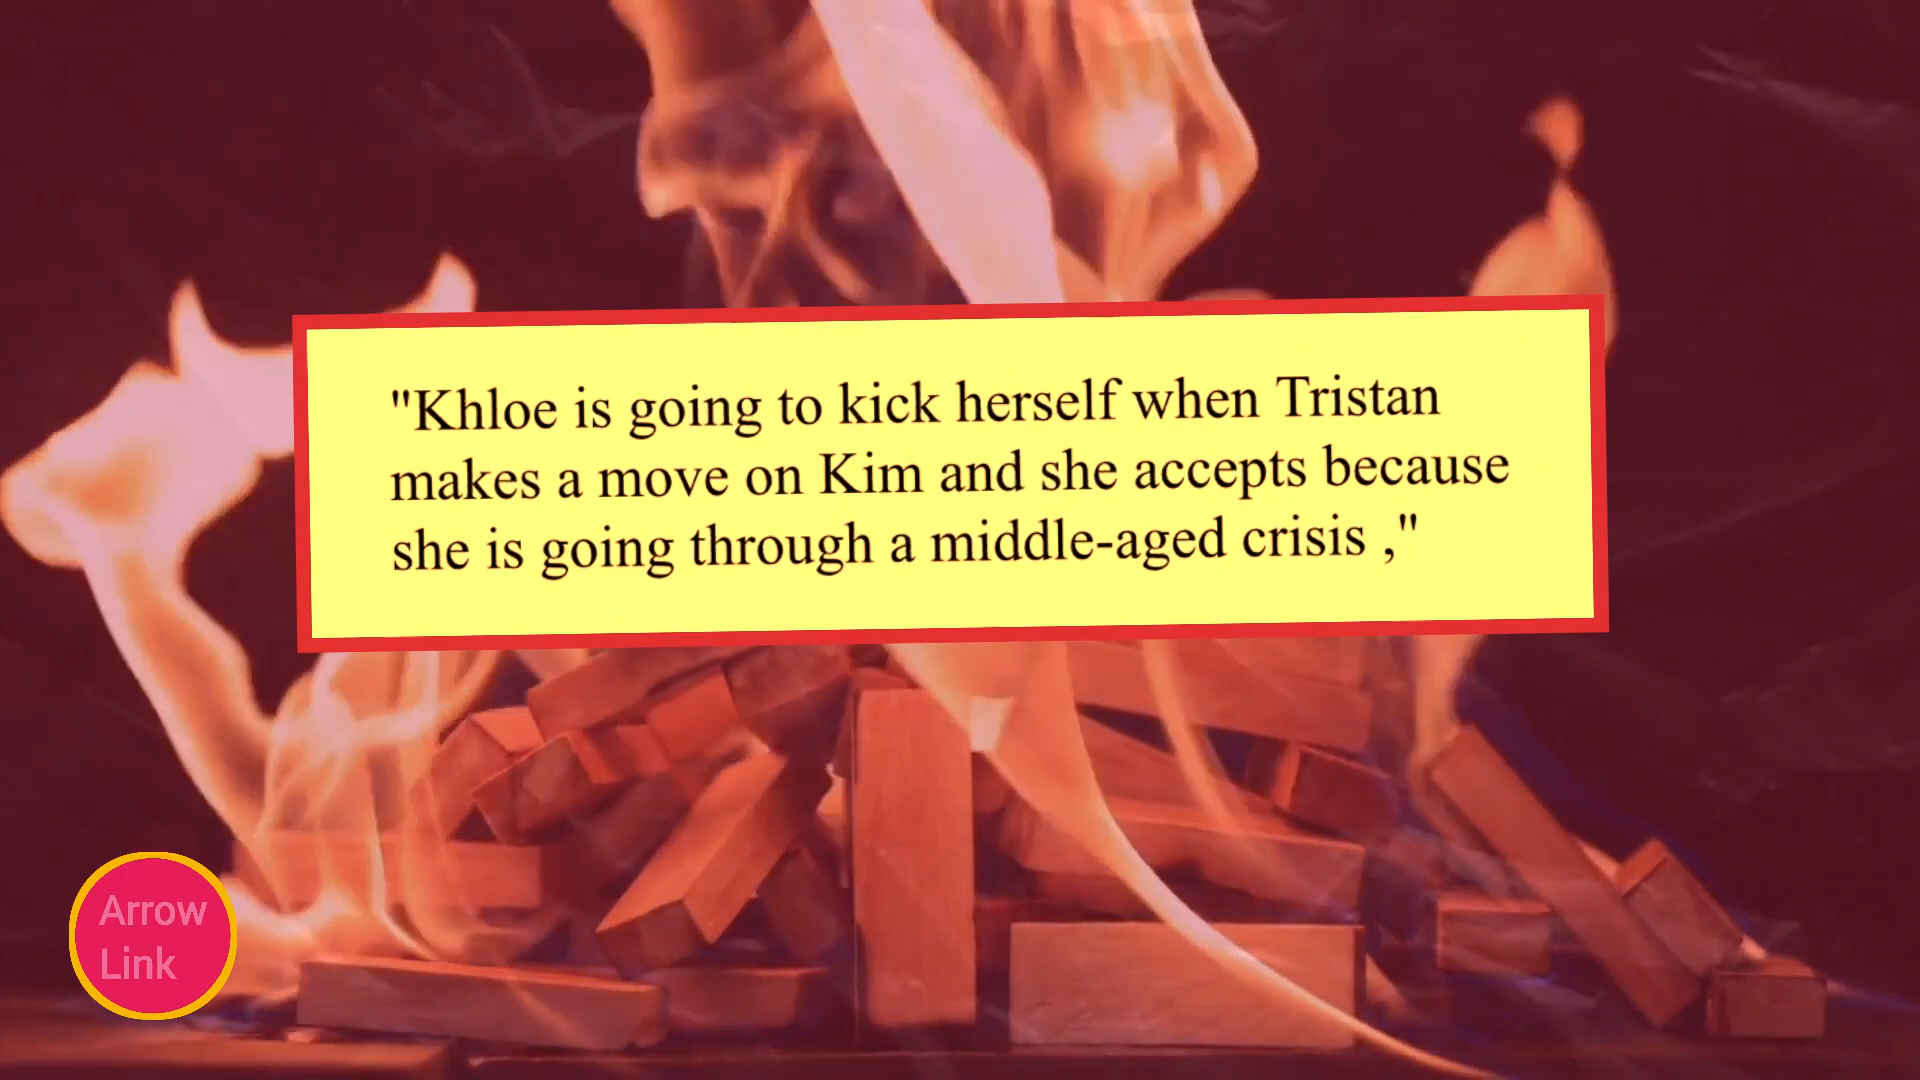 "Khloe is going to kick herself when Tristan
makes a move on Kim and she accepts because
she is going through a middle-aged crisis ,"
Arrow
Link